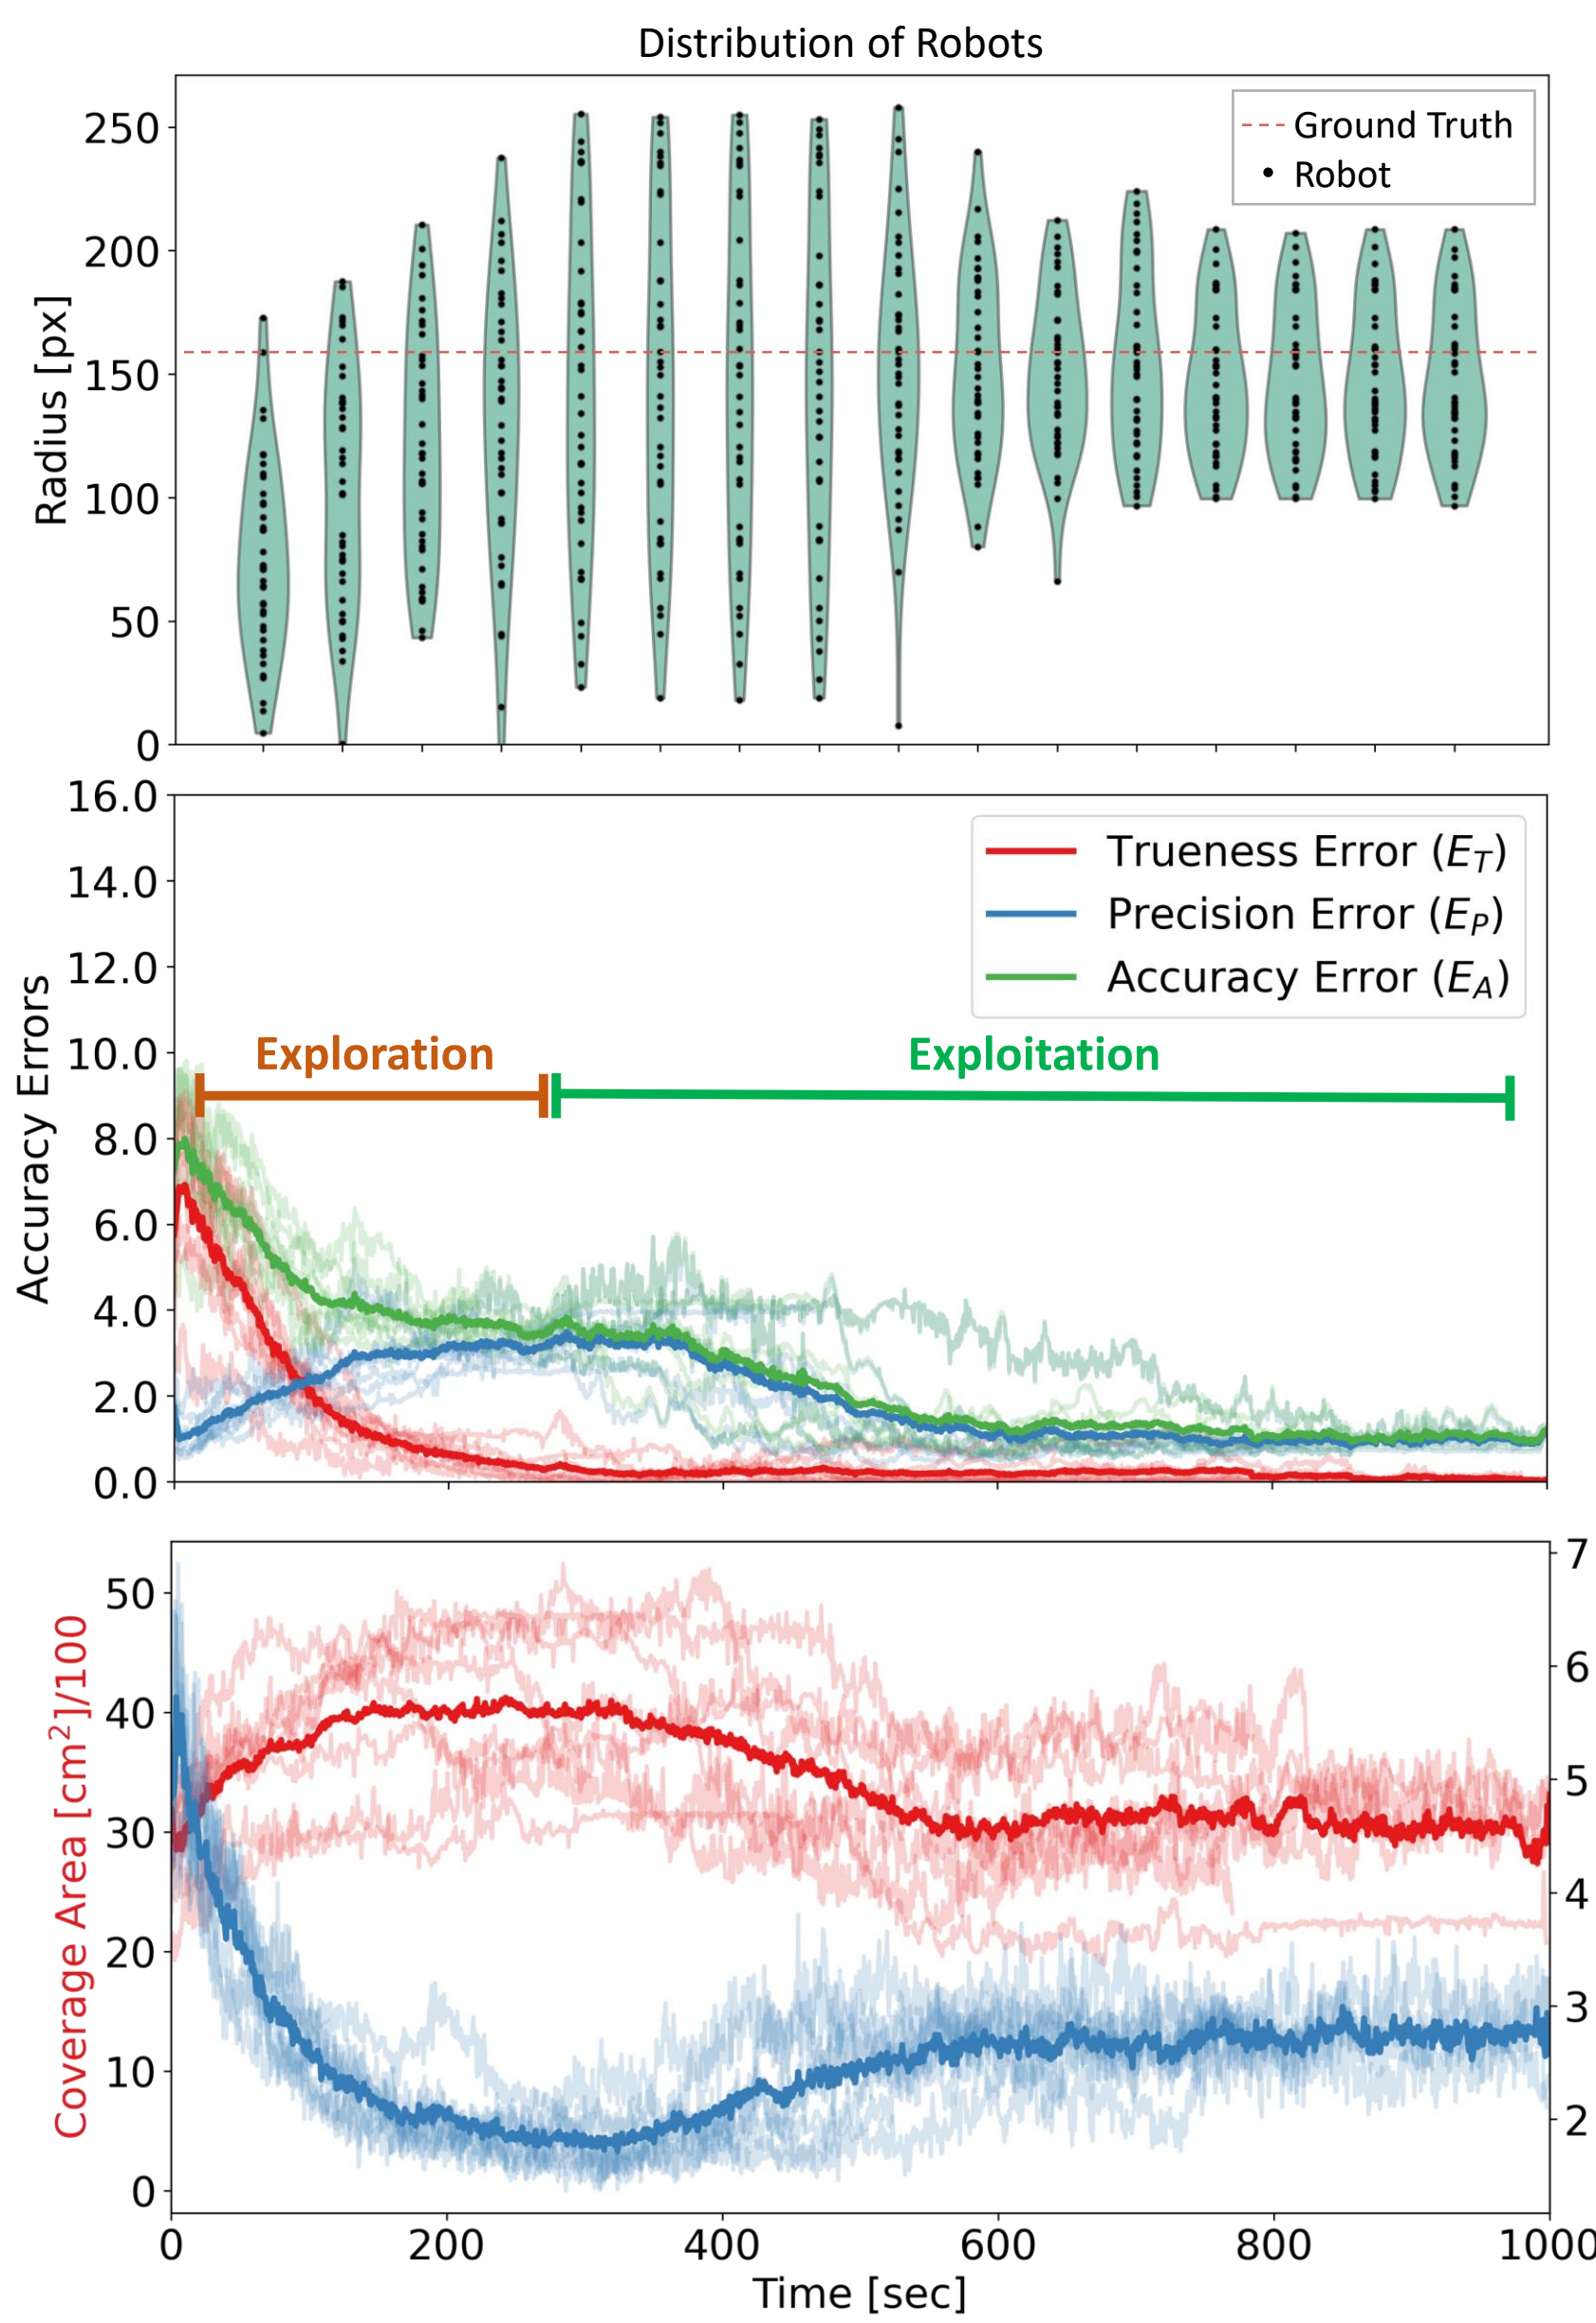 Distribution of Robots
Ground Truth
Robot
Radius [px]
250
200
150
100
50
0
Accuracy Errors
16.0
14.0
12.0
10.0
8.0
6.0
4.0
2.0
0.0
Trueness Error (E_T)
Precision Error (E_P)
Accuracy Error (E_A)
Exploration
Exploitation
Coverage Area [cm²]/100
50
40
30
20
10
0
7
6
5
4
3
2
0 200 400 600 800 1000
Time [sec]